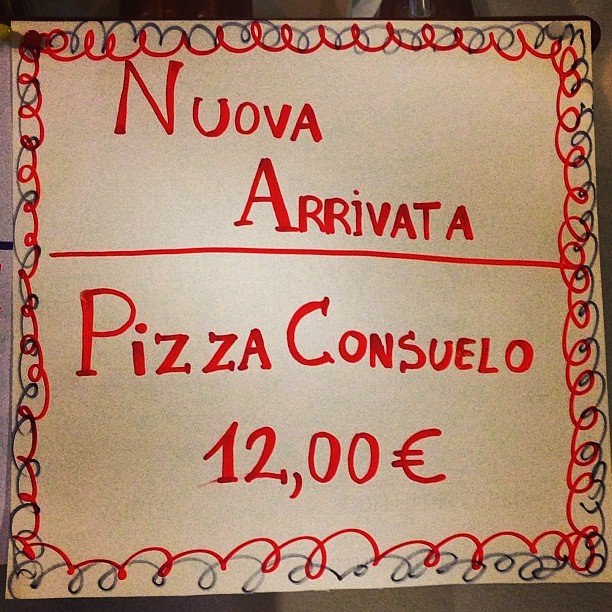 NUOVA
ARRiVATA
PiZZA CONSUELO
12,00€